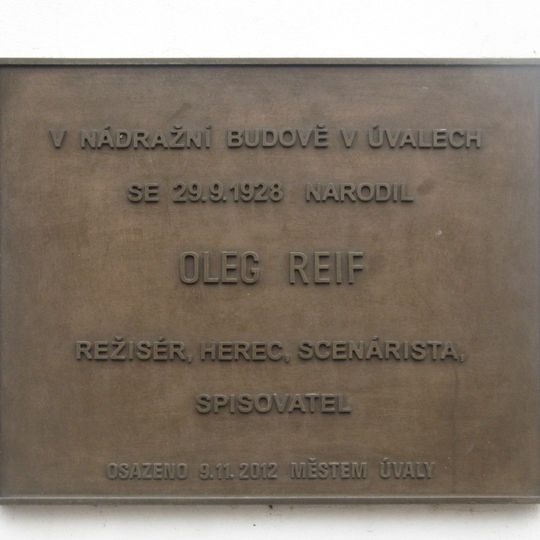 V NÁDRAŽNÍ BUDOVĚ V ÚVALECH
SE 29.9.1928 NARODIL
OLEG REIF
REŽISÉR, HEREC, SCENÁRISTA,
SPISOVATEL
OSAZENO 9.11.2012 MĚSTEM ÚVALY